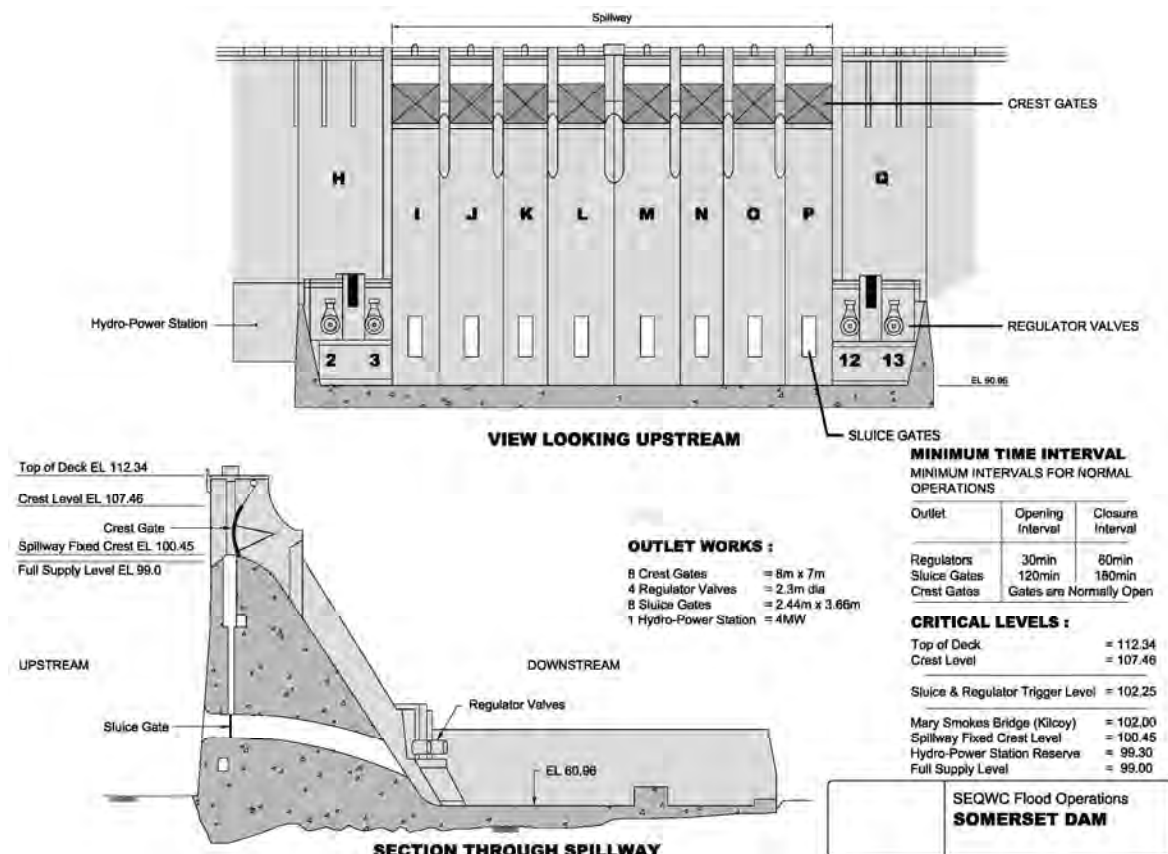 Spillway
CREST GATES
H
I
J
K
L
M
N
O
P
Q
Hydro-Power Station
2
3
12
13
REGULATOR VALVES
EL 60.96
VIEW LOOKING UPSTREAM
SLUICE GATES
MINIMUM TIME INTERVAL
MINIMUM INTERVALS FOR NORMAL
OPERATIONS
Outlet Opening Closure
Interval Interval
Regulators 30min 60min
Sluice Gates 120min 180min
Crest Gates Gates are Normally Open
Top of Deck EL 112.34
Crest Level EL 107.46
Crest Gate
Spillway Fixed Crest EL 100.45
Full Supply Level EL 99.0
UPSTREAM
DOWNSTREAM
Sluice Gate
Regulator Valves
EL 60.96
SECTION THROUGH SPILLWAY
OUTLET WORKS :
8 Crest Gates = 8m x 7m
4 Regulator Valves = 2.3m dia
8 Sluice Gates = 2.44m x 3.66m
1 Hydro-Power Station = 4MW
CRITICAL LEVELS :
Top of Deck = 112.34
Crest Level = 107.46
Sluice & Regulator Trigger Level = 102.25
Mary Smokes Bridge (Kilcoy) = 102.00
Spillway Fixed Crest Level = 100.45
Hydro-Power Station Reserve = 99.30
Full Supply Level = 99.00
SEQWC Flood Operations
SOMERSET DAM